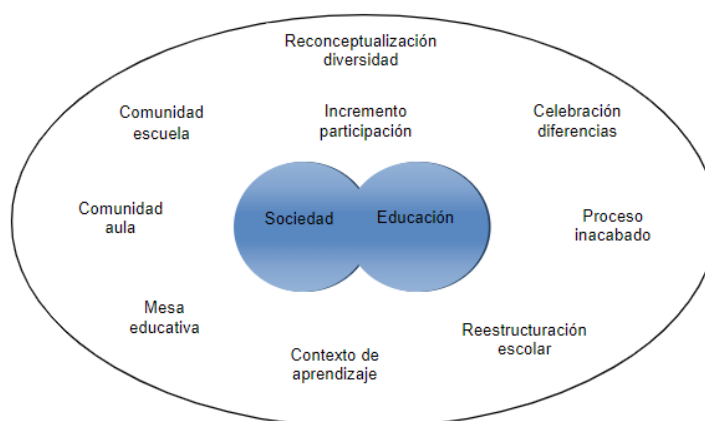 Reconceptualización
diversidad
Comunidad
escuela
Incremento
participación
Celebración
diferencias
Comunidad
aula
Sociedad
Educación
Proceso
inacabado
Mesa
educativa
Contexto de
aprendizaje
Reestructuración
escolar